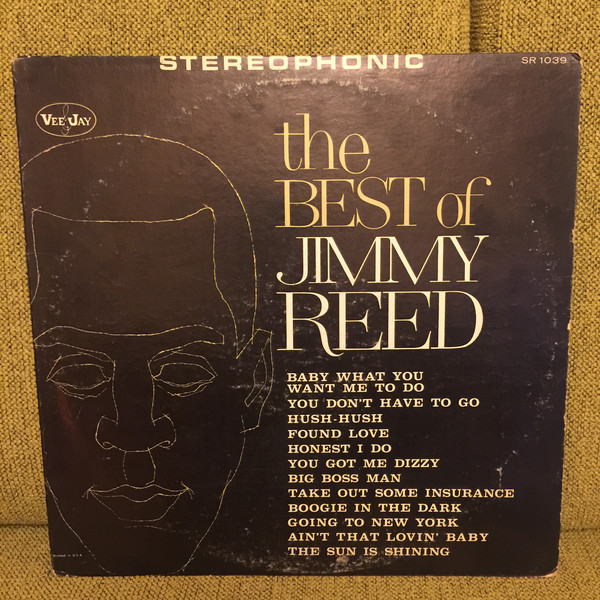 STEREOPHONIC
SR 1039
VEE JAY
the
BEST of
JIMMY
REED
BABY WHAT YOU
WANT ME TO DO
YOU DON'T HAVE TO GO
HUSH-HUSH
FOUND LOVE
HONEST I DO
YOU GOT ME DIZZY
BIG BOSS MAN
TAKE OUT SOME INSURANCE
BOOGIE IN THE DARK
GOING TO NEW YORK
AIN'T THAT LOVIN' BABY
THE SUN IS SHINING